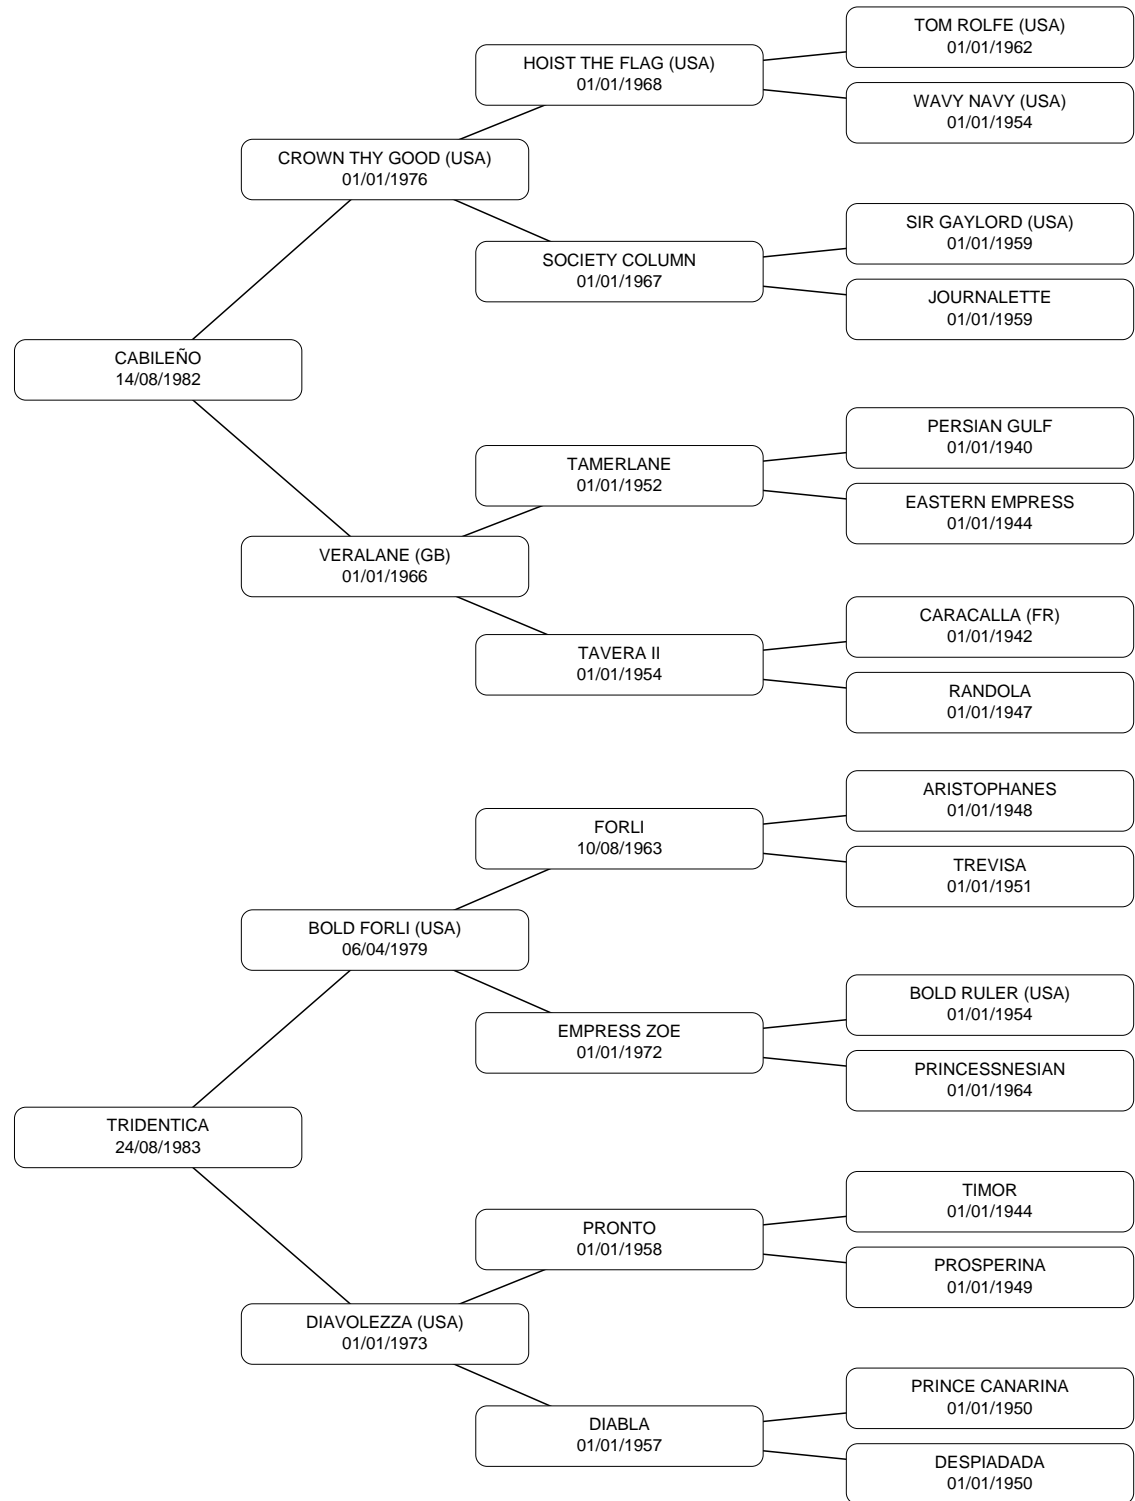 TOM ROLFE (USA)
01/01/1962
HOIST THE FLAG (USA)
01/01/1968
WAVY NAVY (USA)
01/01/1954
CROWN THY GOOD (USA)
01/01/1976
SIR GAYLORD (USA)
01/01/1959
SOCIETY COLUMN
01/01/1967
JOURNALETTE
01/01/1959
CABILEÑO
14/08/1982
PERSIAN GULF
01/01/1940
TAMERLANE
01/01/1952
EASTERN EMPRESS
01/01/1944
VERALANE (GB)
01/01/1966
CARACALLA (FR)
01/01/1942
TAVERA II
01/01/1954
RANDOLA
01/01/1947
ARISTOPHANES
01/01/1948
FORLI
10/08/1963
TREVISA
01/01/1951
BOLD FORLI (USA)
06/04/1979
BOLD RULER (USA)
01/01/1954
EMPRESS ZOE
01/01/1972
PRINCESSNESIAN
01/01/1964
TRIDENTICA
24/08/1983
TIMOR
01/01/1944
PRONTO
01/01/1958
PROSPERINA
01/01/1949
DIAVOLEZZA (USA)
01/01/1973
PRINCE CANARINA
01/01/1950
DIABLA
01/01/1957
DESPIADADA
01/01/1950